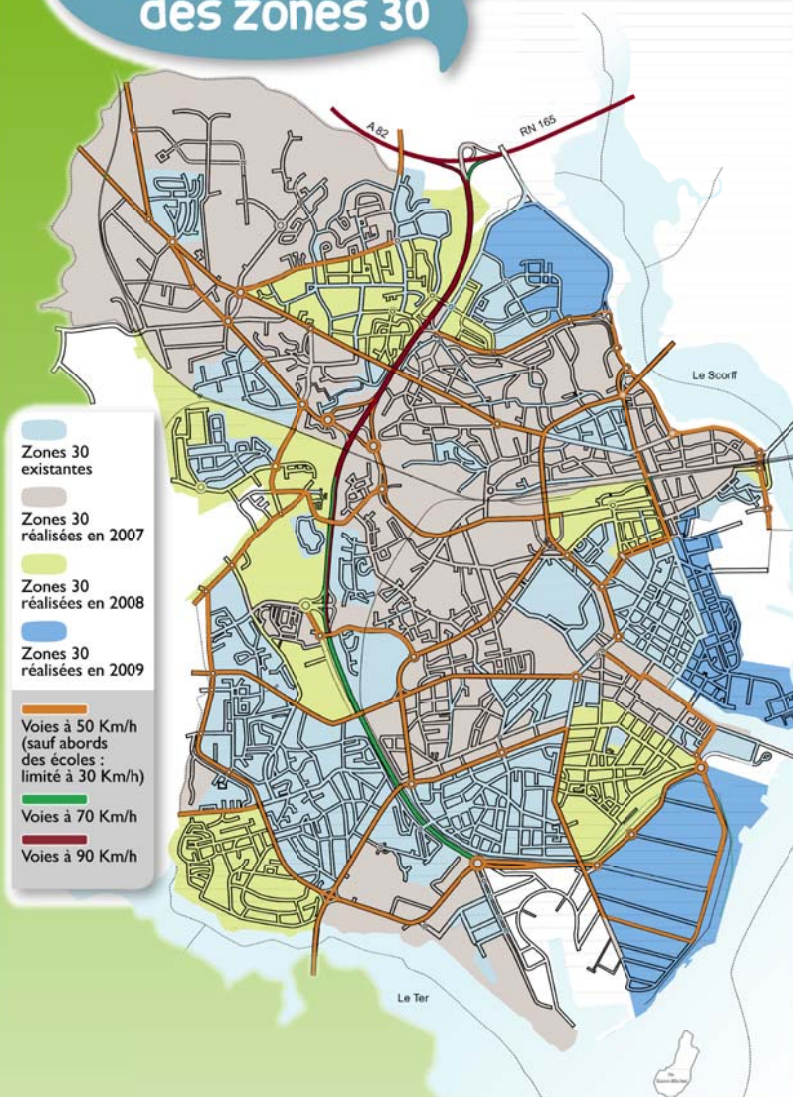 des zones 30
A 82
RN 165
Le Scorff
Zones 30
existantes
Zones 30
réalisées en 2007
Zones 30
réalisées en 2008
Zones 30
réalisées en 2009
Voies à 50 Km/h
(sauf abords
des écoles :
limité à 30 Km/h)
Voies à 70 Km/h
Voies à 90 Km/h
Le Ter